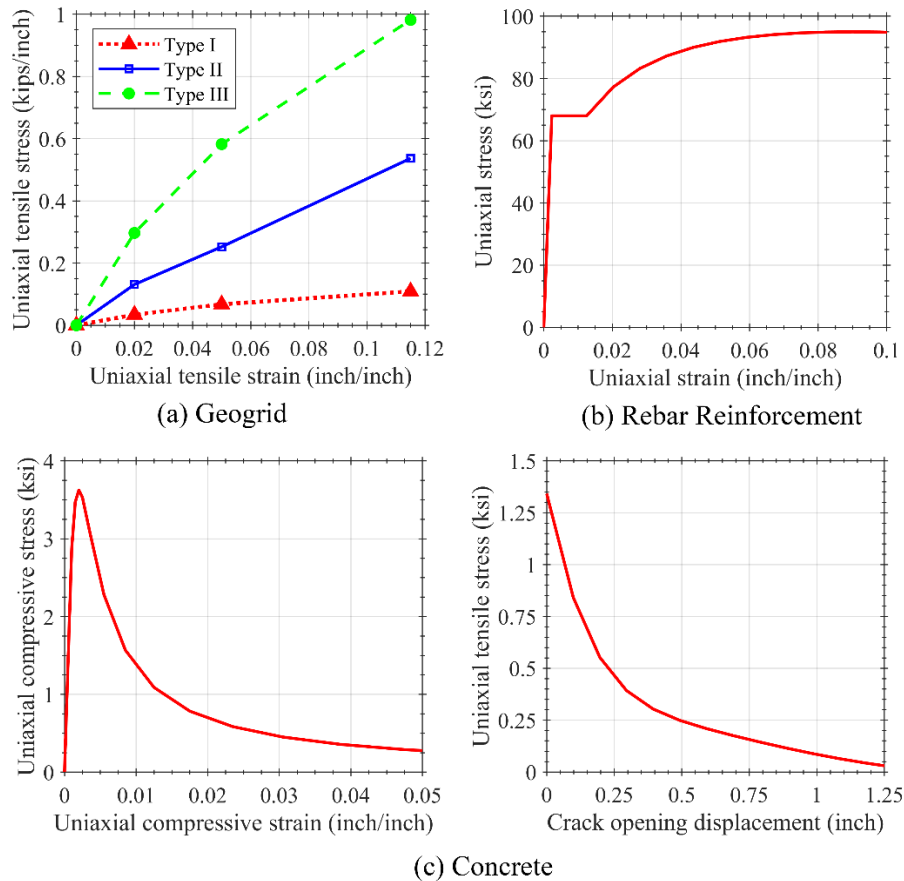 Uniaxial tensile stress (kips/inch)
1
0.8
0.6
0.4
0.2
0
Type I
Type II
Type III
0 0.02 0.04 0.06 0.08 0.1 0.12
Uniaxial tensile strain (inch/inch)
(a) Geogrid
Uniaxial stress (ksi)
100
80
60
40
20
0
0 0.02 0.04 0.06 0.08 0.1
Uniaxial strain (inch/inch)
(b) Rebar Reinforcement
Uniaxial compressive stress (ksi)
4
3
2
1
0
0 0.01 0.02 0.03 0.04 0.05
Uniaxial compressive strain (inch/inch)
Uniaxial tensile stress (ksi)
1.5
1.25
1
0.75
0.5
0.25
0
0 0.25 0.5 0.75 1 1.25
Crack opening displacement (inch)
(c) Concrete